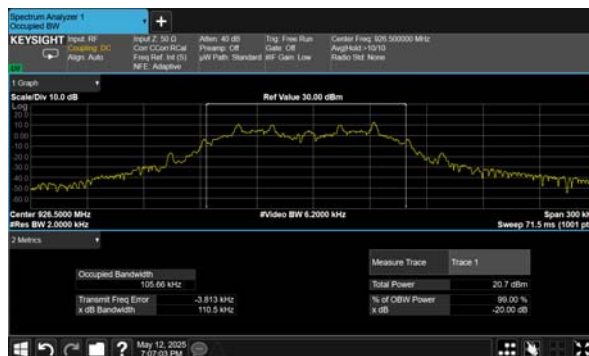 Spectrum Analyzer 1
Occupied BW
+
KEYSIGHT
Input: RF
Coupling: DC
Align: Auto
Input Z: 50 Ω
Corr CCorr RCal
Freq Ref: Int (S)
NFE: Adaptive
Atten: 40 dB
Preamp: Off
µW Path: Standard
Trig: Free Run
Gate: Off
#IF Gain: Low
Center Freq: 926.500000 MHz
Avg|Hold:>10/10
Radio Std: None
1 Graph
Scale/Div 10.0 dB
Ref Value 30.00 dBm
Log
20.0
10.0
0.00
-10.0
-20.0
-30.0
-40.0
-50.0
-60.0
Center 926.5000 MHz
#Video BW 6.2000 kHz
Span 300 k
#Res BW 2.0000 kHz
Sweep 71.5 ms (1001 pt
2 Metrics
Measure Trace
Trace 1
Occupied Bandwidth
105.66 kHz
Total Power
20.7 dBm
Transmit Freq Error
-3.813 kHz
% of OBW Power
99.00 %
x dB Bandwidth
110.5 kHz
x dB
-20.00 dB
?
May 12, 2025
7:07:03 PM